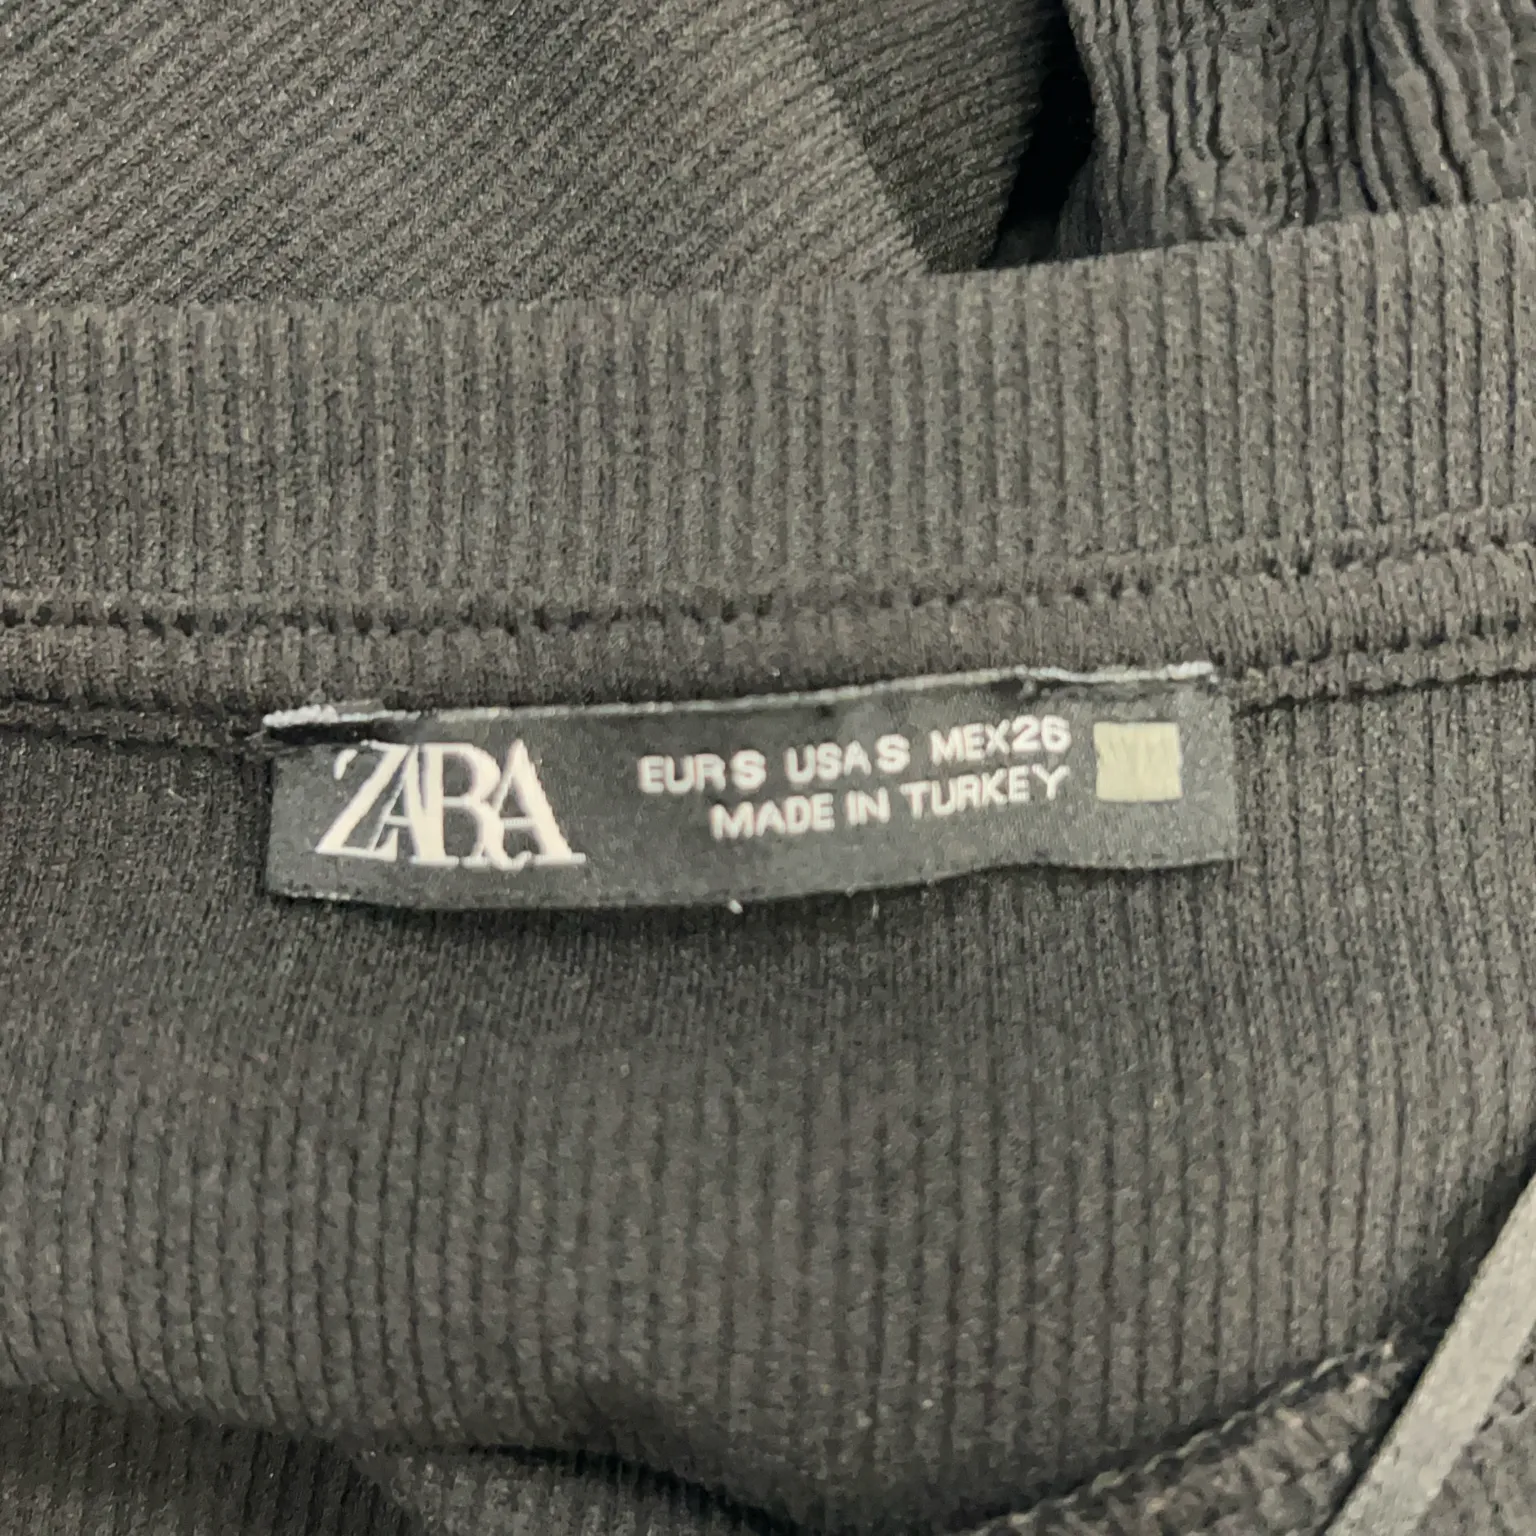 ZARA
EUR S USA S MEX 26
MADE IN TURKEY